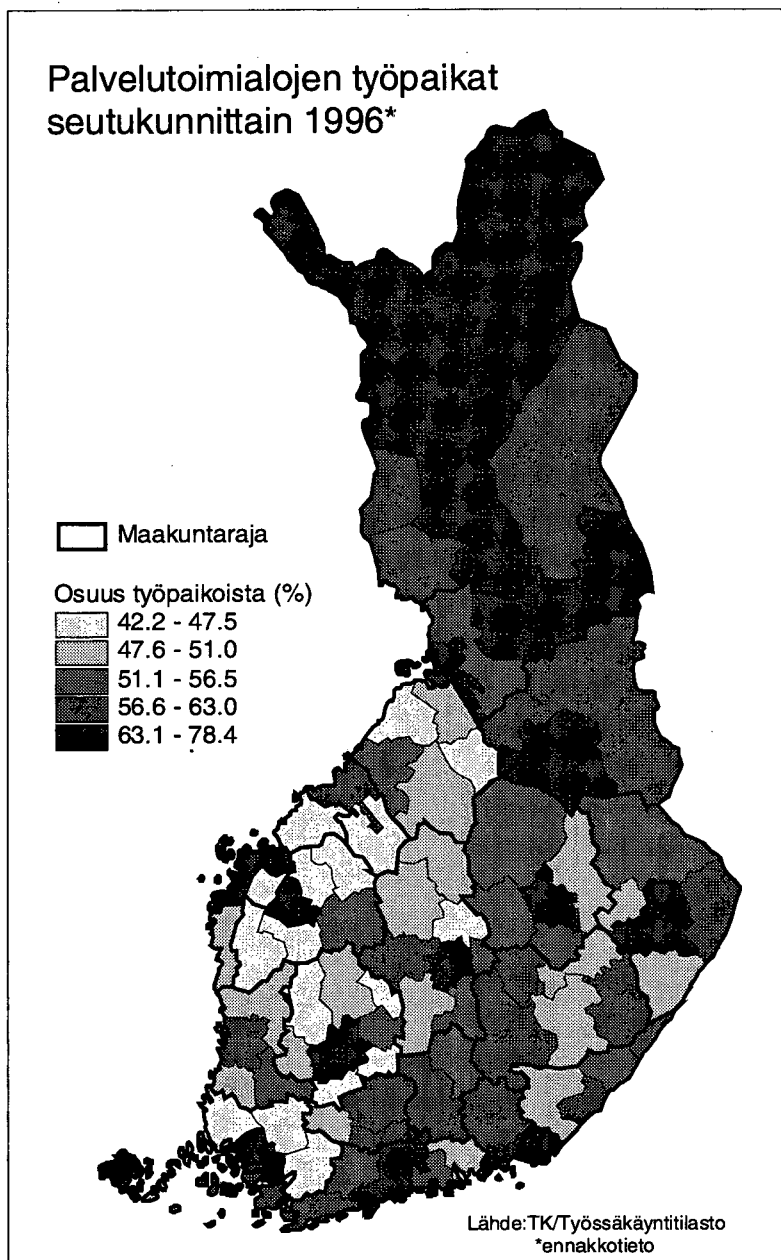 Palvelutoimialojen työpaikat
seutukunnittain 1996*
Maakuntaraja
Osuus työpaikoista (%)
42.2 - 47.5
47.6 - 51.0
51.1 - 56.5
56.6 - 63.0
63.1 - 78.4
Lähde:TK/Työssäkäyntitilasto
*ennakkotieto